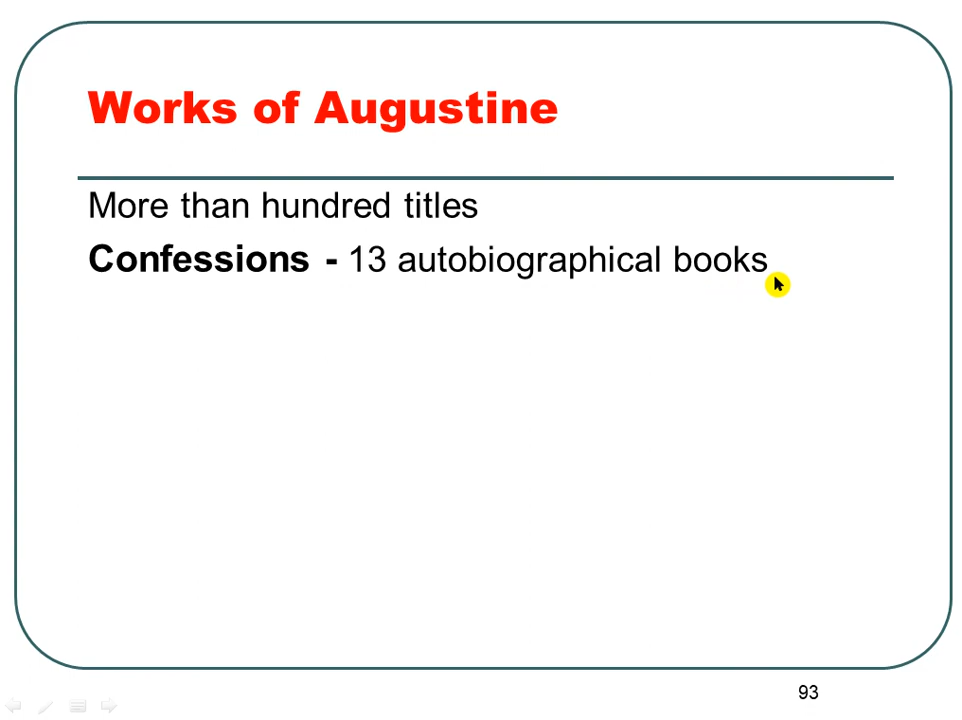 Works of Augustine
More than hundred titles
Confessions - 13 autobiographical books
93